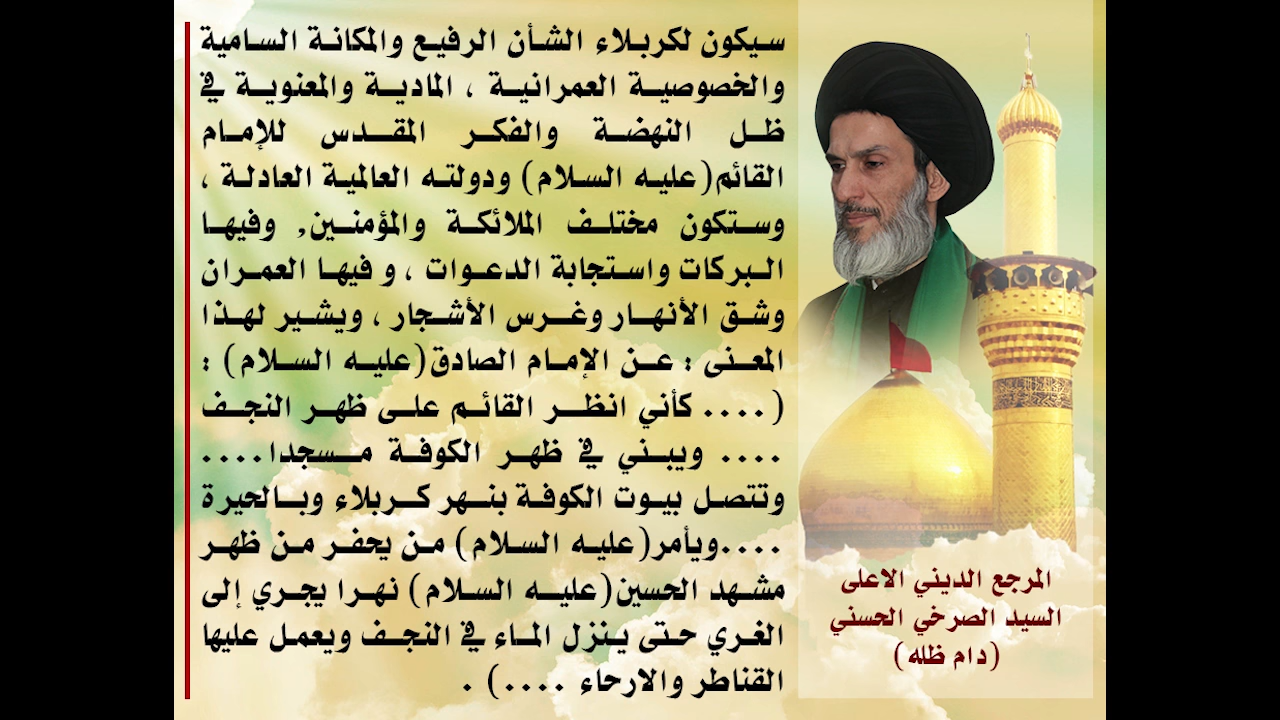 سيكون لكربلاء الشأن الرفيع والمكانة السامية
والخصوصية العمرانية ، المادية والمعنوية في
ظل النهضة والفكر المقدس للإمام
القائم(عليه السلام) ودولته العالمية العادلة ،
وستكون مختلف الملائكة والمؤمنين, وفيها
البركات واستجابة الدعوات ، و فيها العمران
وشق الأنهار وغرس الأشجار ، ويشير لهذا
المعنى : عن الإمام الصادق(عليه السلام) :
(.... كأني انظر القائم على ظهر النجف
.... ويبني في ظهر الكوفة مسجدا....
وتتصل بيوت الكوفة بنهر كربلاء وبالحيرة
....ويأمر(عليه السلام) من يحفر من ظهر
مشهد الحسين(عليه السلام) نهرا يجري إلى
الغري حتى ينزل الماء في النجف ويعمل عليها
القناطر والارحاء ....) .
المرجع الديني الاعلى
السيد الصرخي الحسني
(دام ظله)